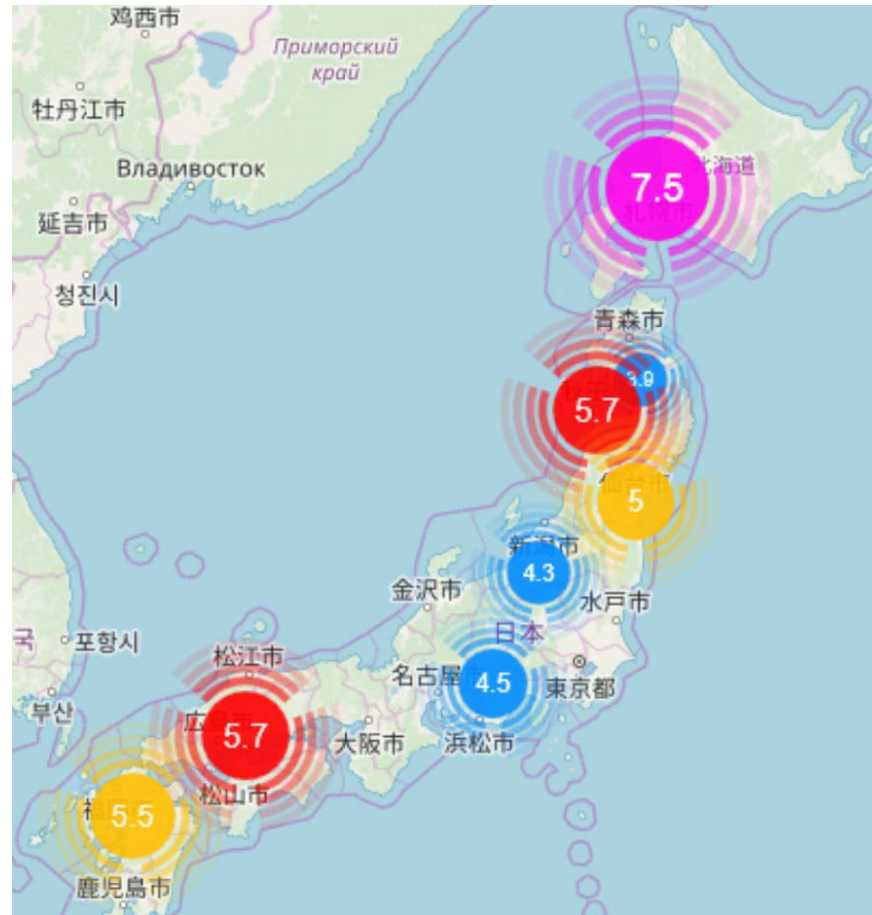 鸡西市
Приморский
край
牡丹江市
Владивосток
北海道
7.5
札幌市
延吉市
청진시
青森市
3.9
5.7
仙台市
5
新潟市
4.3
金沢市
水戸市
日本
국
포항시
松江市
名古屋市
4.5
東京都
부산
広島市
5.7
大阪市
浜松市
松山市
5.5
鹿児島市